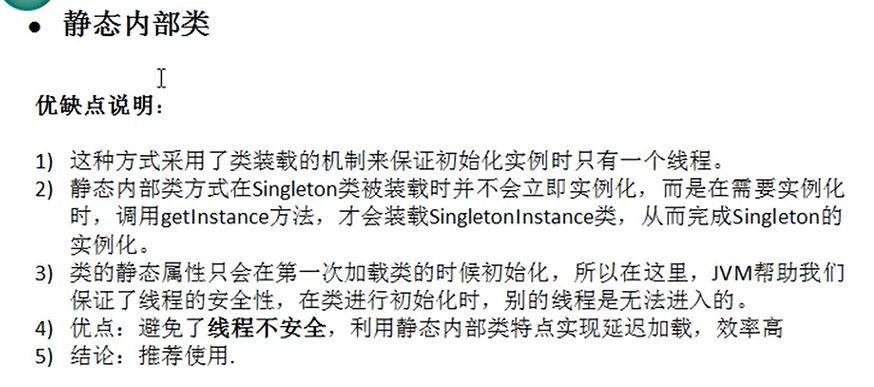 • 静态内部类
优缺点说明：
1) 这种方式采用了类装载的机制来保证初始化实例时只有一个线程。
2) 静态内部类方式在Singleton类被装载时并不会立即实例化，而是在需要实例化
时，调用getInstance方法，才会装载SingletonInstance类，从而完成Singleton的
实例化。
3) 类的静态属性只会在第一次加载类的时候初始化，所以在这里，JVM帮助我们
保证了线程的安全性，在类进行初始化时，别的线程是无法进入的。
4) 优点：避免了线程不安全，利用静态内部类特点实现延迟加载，效率高
5) 结论：推荐使用.